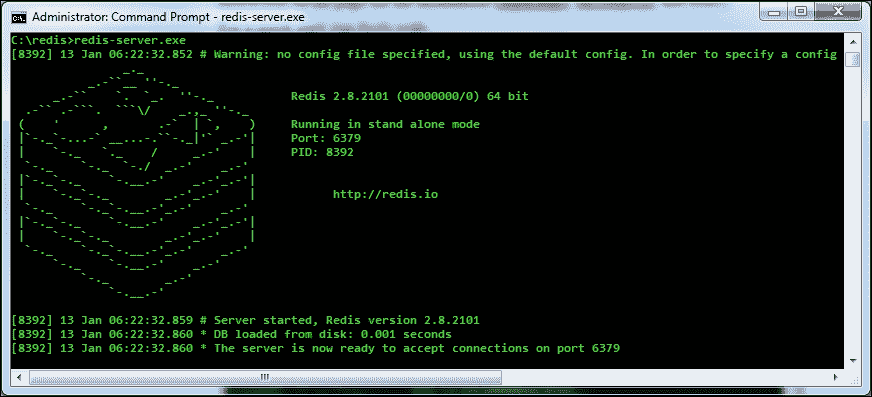 Administrator: Command Prompt - redis-server.exe
C:\redis>redis-server.exe
[8392] 13 Jan 06:22:32.852 # Warning: no config file specified, using the default config. In order to specify a config
Redis 2.8.2101 (00000000/0) 64 bit
Running in stand alone mode
Port: 6379
PID: 8392
http://redis.io
[8392] 13 Jan 06:22:32.859 # Server started, Redis version 2.8.2101
[8392] 13 Jan 06:22:32.860 * DB loaded from disk: 0.001 seconds
[8392] 13 Jan 06:22:32.860 * The server is now ready to accept connections on port 6379